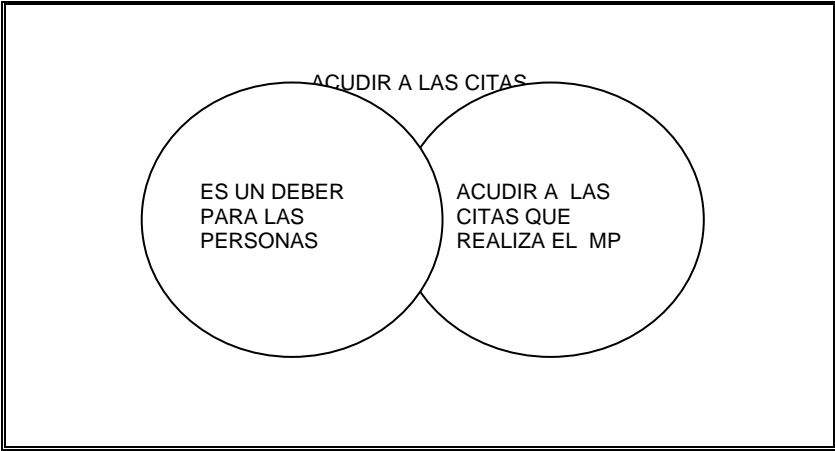 ACUDIR A LAS CITAS
ES UN DEBER
PARA LAS
PERSONAS
ACUDIR A LAS
CITAS QUE
REALIZA EL MP